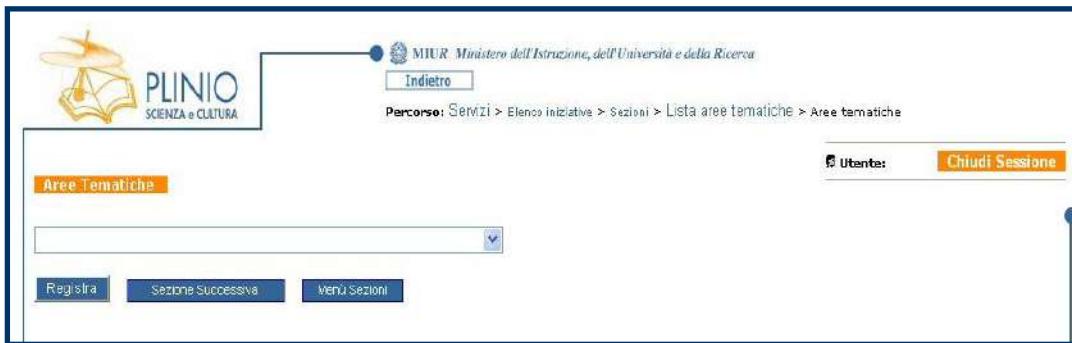 PLINIO
SCIENZA e CULTURA
MIUR Ministero dell'Istruzione, dell'Università e della Ricerca
Indietro
Percorso: Servizi > Elenco iniziative > Sezioni > Lista aree tematiche > Aree tematiche
Utente: Chiudi Sessione
Aree Tematiche
Registra Sezione Successiva Menù Sezioni